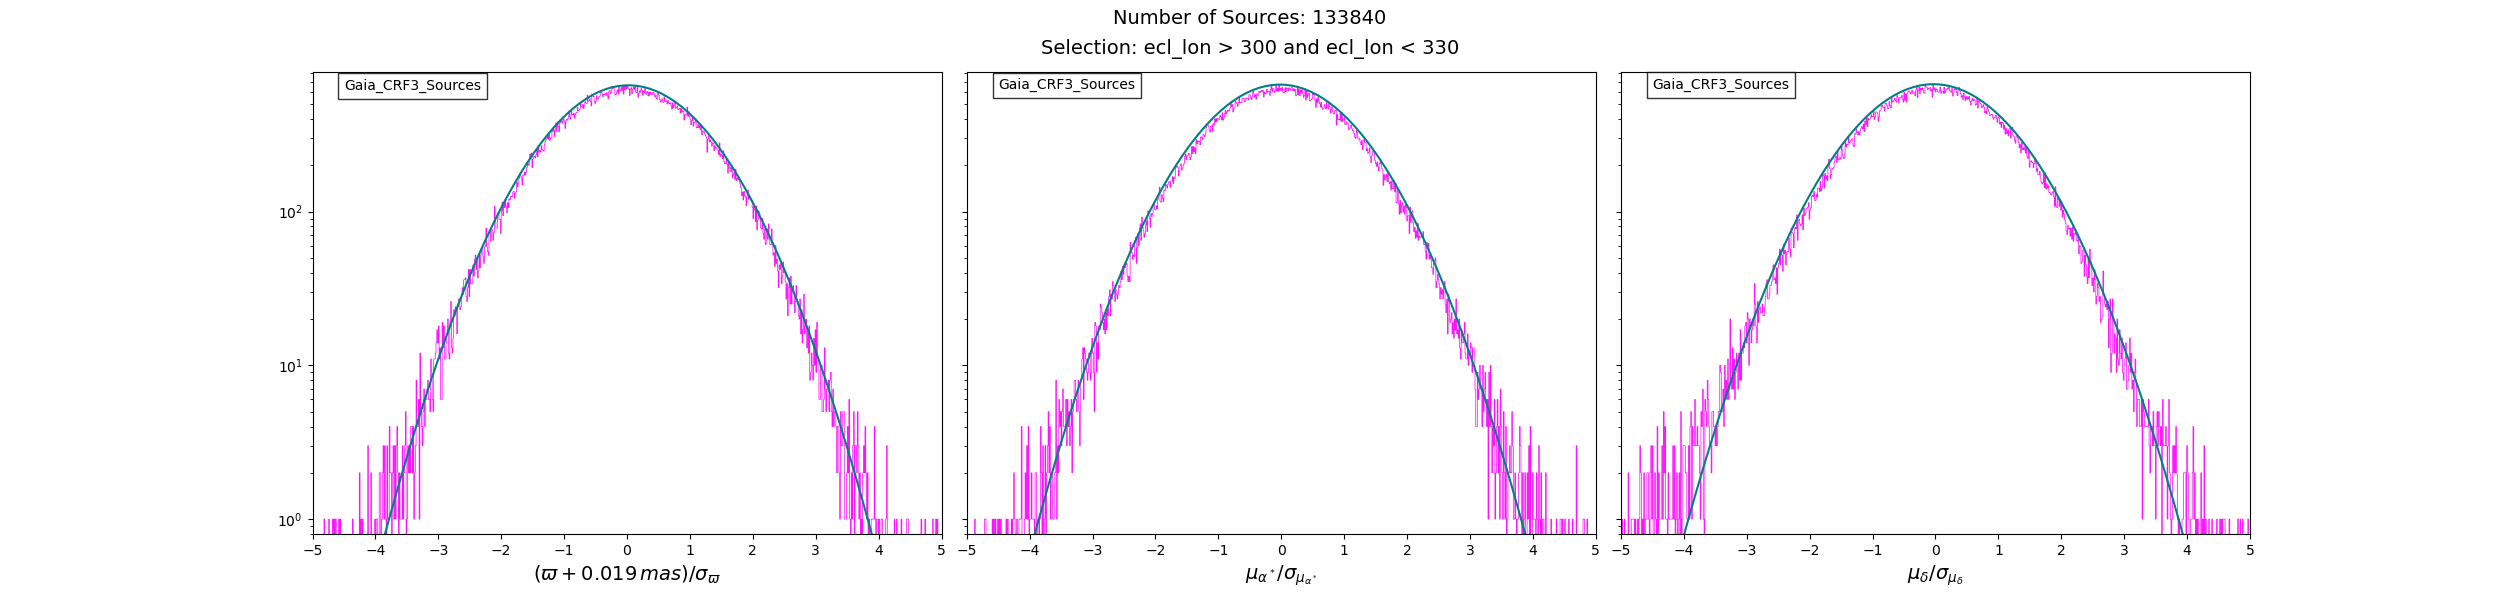 Number of Sources: 133840
Selection: ecl_lon > 300 and ecl_lon < 330
Gaia_CRF3_Sources
Gaia_CRF3_Sources
Gaia_CRF3_Sources
10²
10¹
10⁰
−5 −4 −3 −2 −1 0 1 2 3 4 5
−5 −4 −3 −2 −1 0 1 2 3 4 5
−5 −4 −3 −2 −1 0 1 2 3 4 5
(ϖ + 0.019 mas)/σ_ϖ
μ_α*/σ_μ_α*
μ_δ/σ_μ_δ